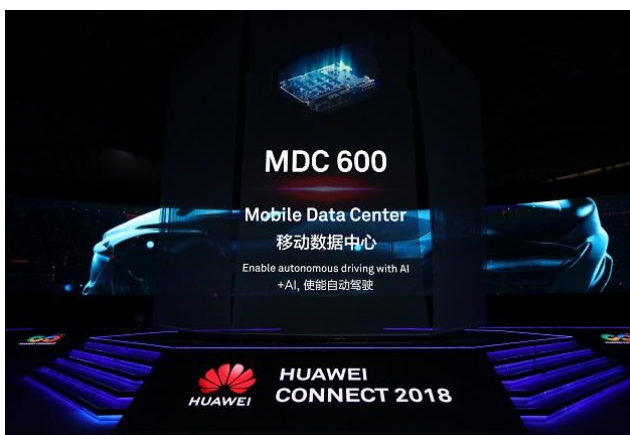 MDC 600
Mobile Data Center
移动数据中心
Enable autonomous driving with AI
+AI, 使能自动驾驶
HUAWEI
HUAWEI
CONNECT 2018